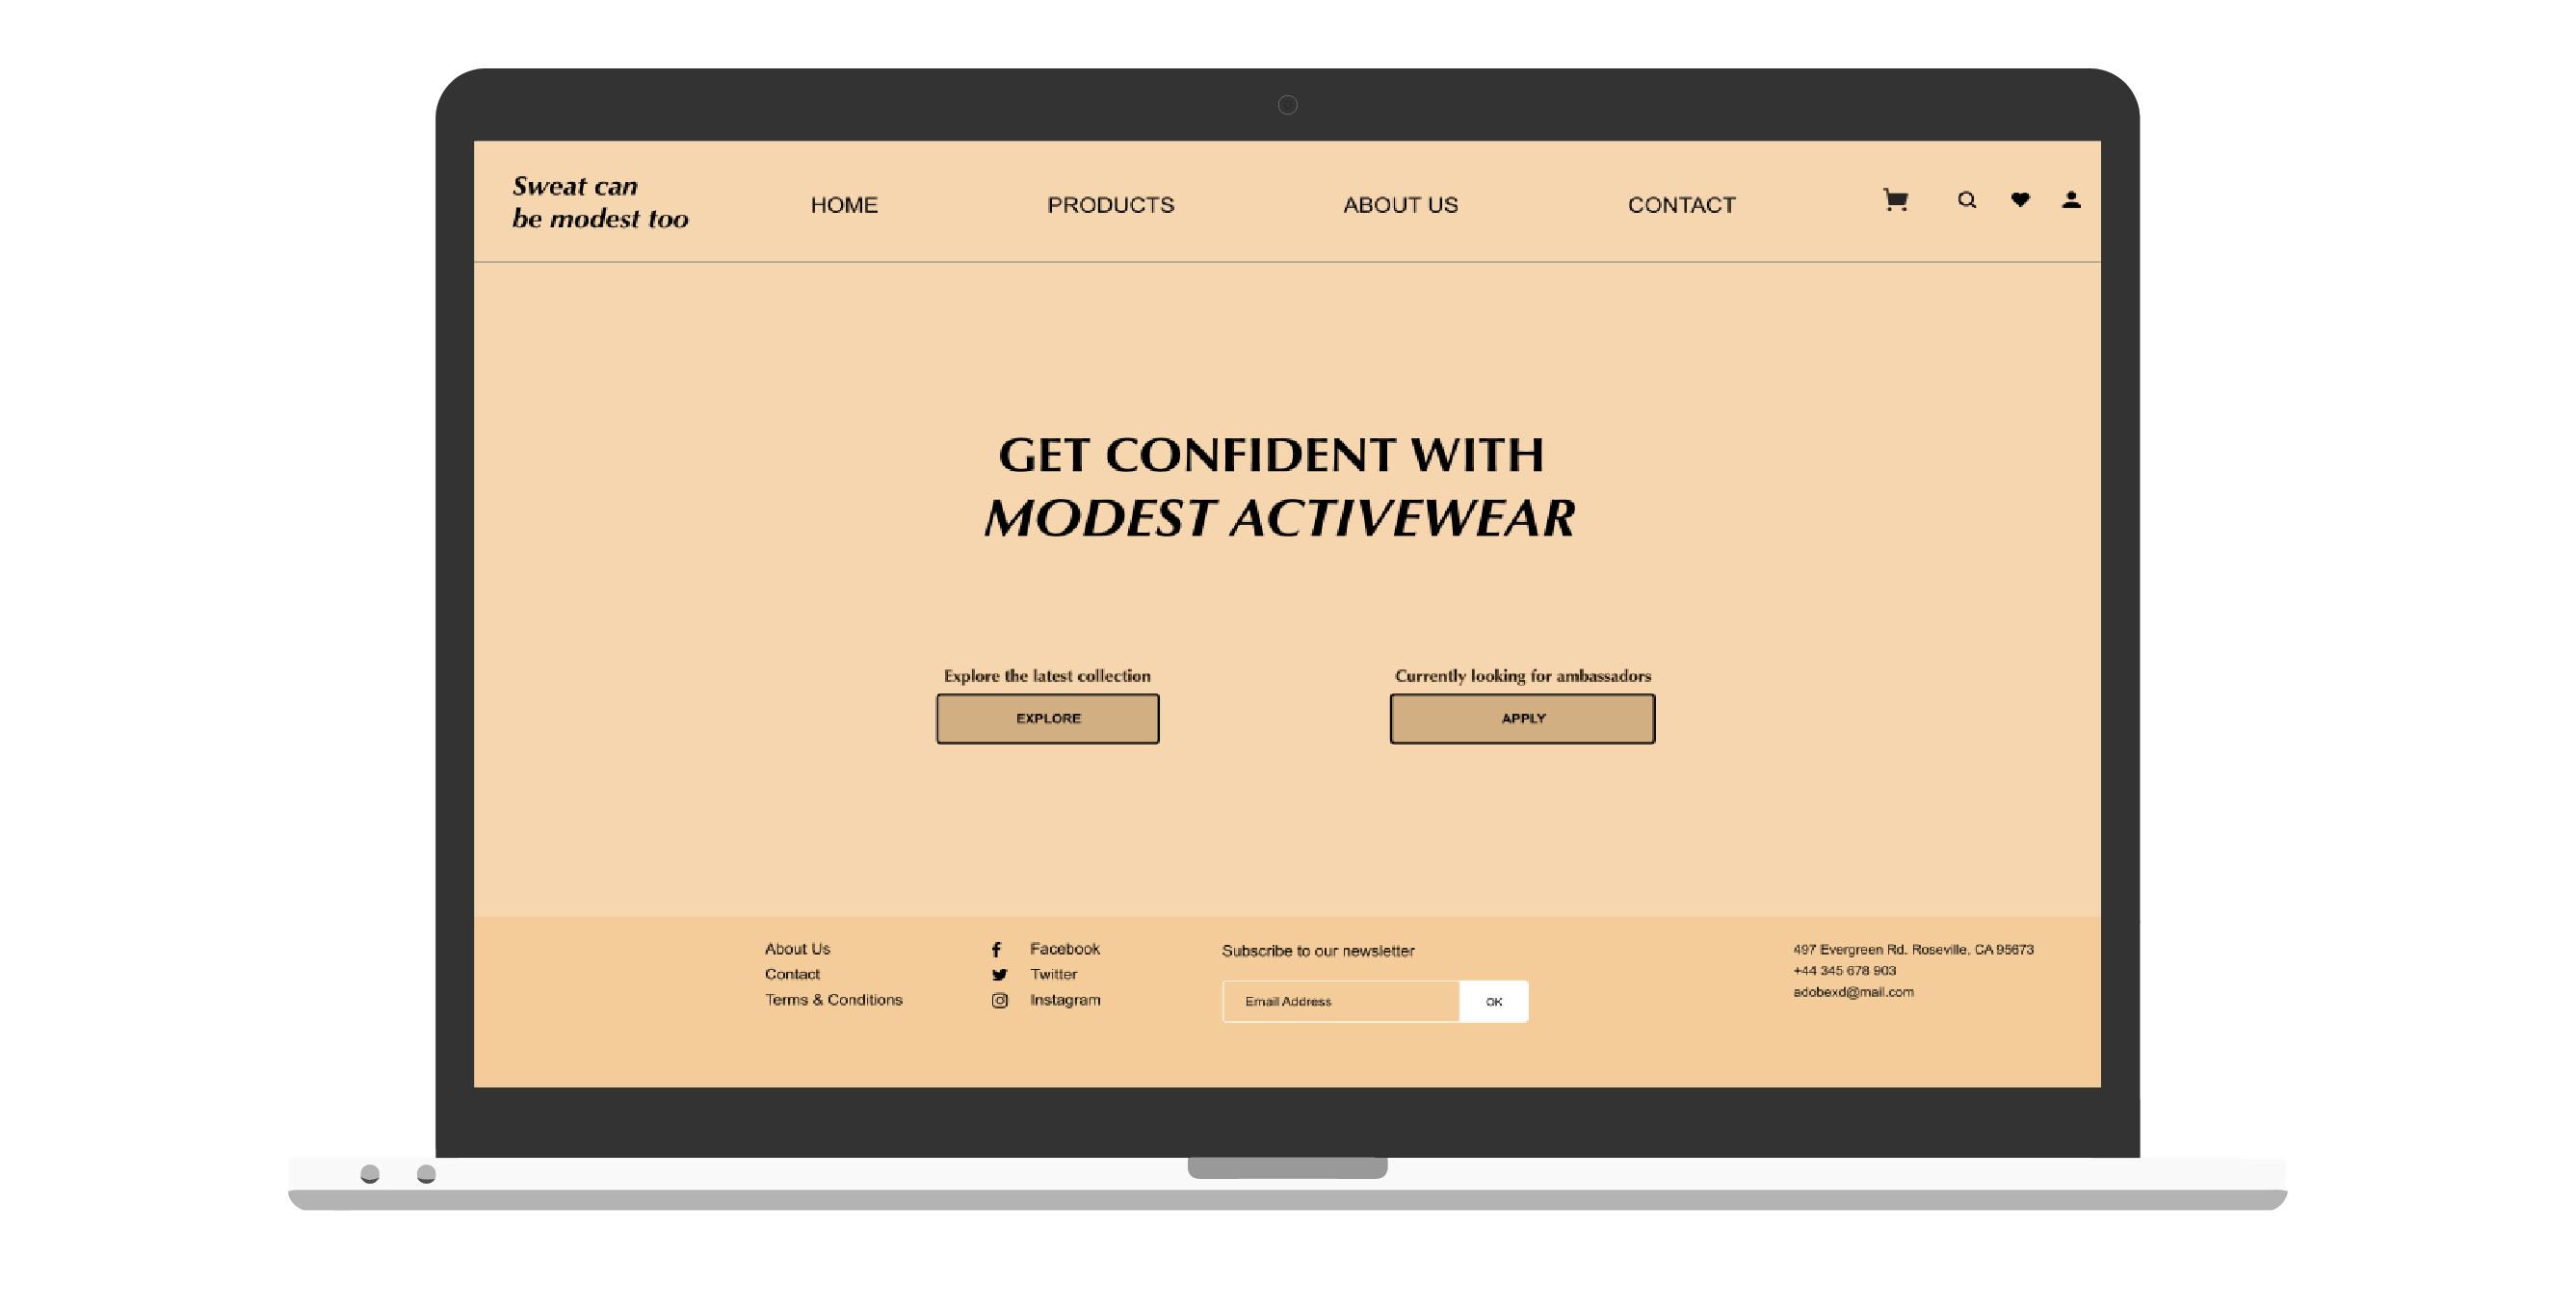 Sweat can
be modest too
HOME
PRODUCTS
ABOUT US
CONTACT
GET CONFIDENT WITH
MODEST ACTIVEWEAR
Explore the latest collection
EXPLORE
Currently looking for ambassadors
APPLY
About Us
Contact
Terms & Conditions
Facebook
Twitter
Instagram
Subscribe to our newsletter
Email Address
OK
497 Evergreen Rd. Roseville, CA 95673
+44 345 678 903
adobexd@mail.com